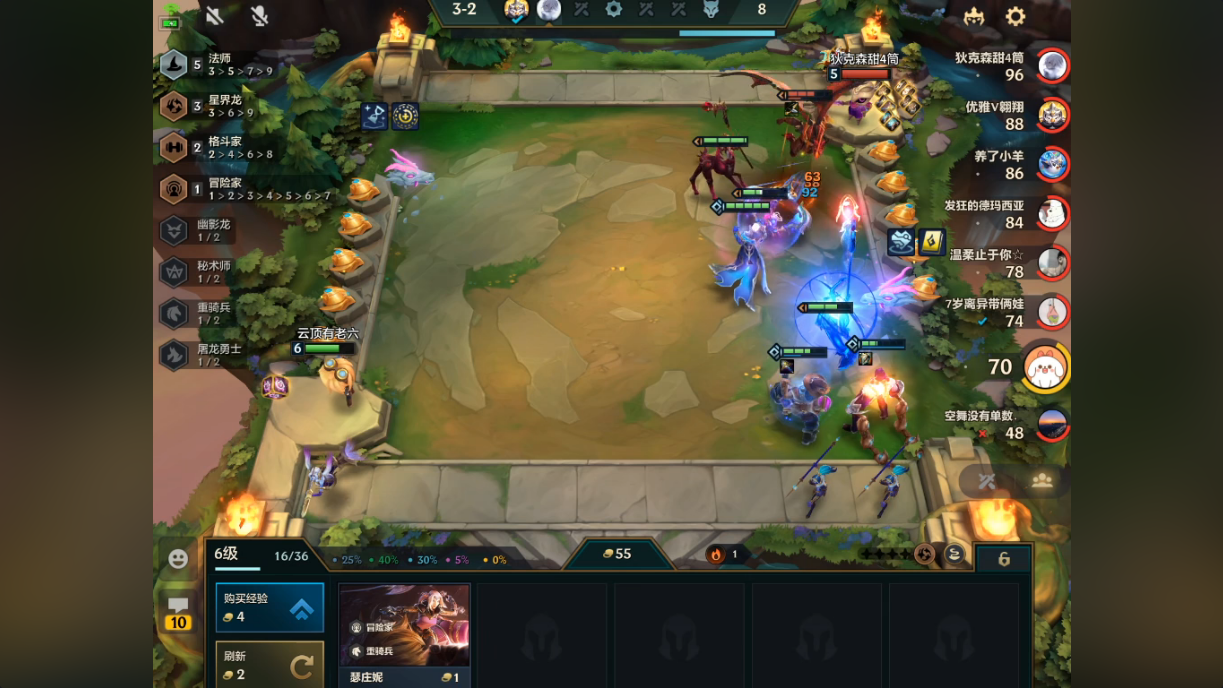 3-2
8
5 法师
3 > 5 > 7 > 9
3 星界龙
3 > 6 > 9
2 格斗家
2 > 4 > 6 > 8
1 冒险家
1 > 2 > 3 > 4 > 5 > 6 > 7
幽影龙
1 / 2
秘术师
1 / 2
重骑兵
1 / 2
屠龙勇士
1 / 2
狄克森甜4筒
5
63
92
云顶有老六
6
狄克森甜4筒
96
优雅V翱翔
88
养了小羊
86
发狂的德玛西亚
84
温柔止于你☆
78
7岁离异带俩娃
74
70
空舞没有单数
48
6级
16/36
25% 40% 30% 5% 0%
55
1
10
购买经验
4
刷新
2
冒险家
重骑兵
瑟庄妮
1